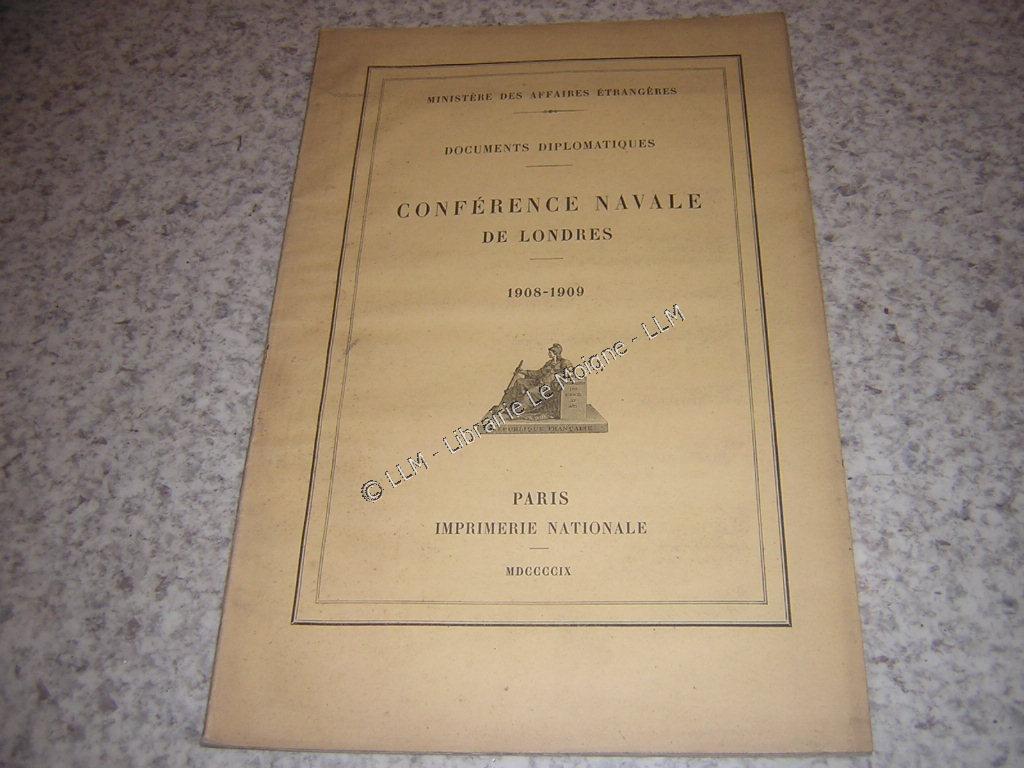 MINISTÈRE DES AFFAIRES ÉTRANGÈRES
DOCUMENTS DIPLOMATIQUES
CONFÉRENCE NAVALE
DE LONDRES
1908-1909
RÉPUBLIQUE FRANÇAISE
© LLM - Librairie Le Moigne - LLM
PARIS
IMPRIMERIE NATIONALE
MDCCCCIX